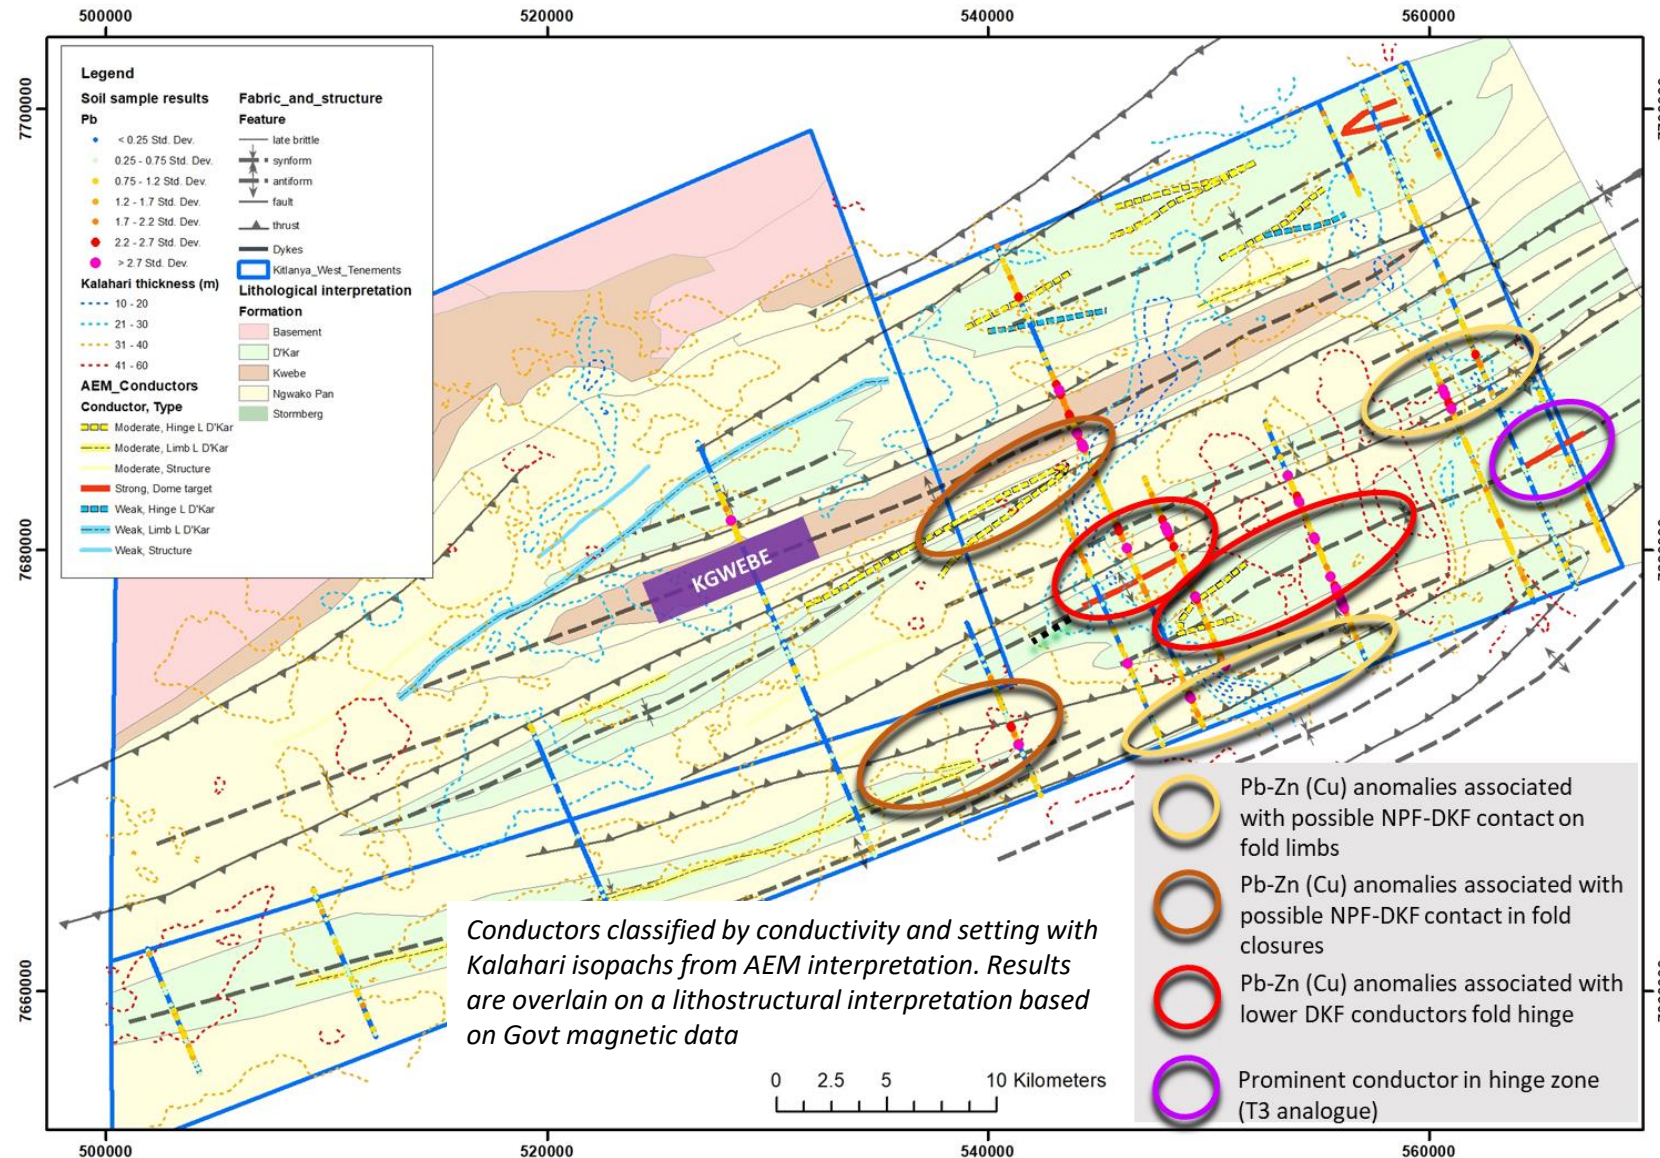 500000
520000
540000
560000
7700000
7680000
7660000
Legend
Soil sample results
Pb
< 0.25 Std. Dev.
0.25 - 0.75 Std. Dev.
0.75 - 1.2 Std. Dev.
1.2 - 1.7 Std. Dev.
1.7 - 2.2 Std. Dev.
2.2 - 2.7 Std. Dev.
> 2.7 Std. Dev.
Kalahari thickness (m)
10 - 20
21 - 30
31 - 40
41 - 60
AEM_Conductors
Conductor, Type
Moderate, Hinge L D'Kar
Moderate, Limb L D'Kar
Moderate, Structure
Strong, Dome target
Weak, Hinge L D'Kar
Weak, Limb L D'Kar
Weak, Structure
Fabric_and_structure
Feature
late brittle
synform
antiform
fault
thrust
Dykes
Kitlanya_West_Tenements
Lithological interpretation
Formation
Basement
D'Kar
Kwebe
Ngwako Pan
Stormberg
KGWEBE
Conductors classified by conductivity and setting with
Kalahari isopachs from AEM interpretation. Results
are overlain on a lithostructural interpretation based
on Govt magnetic data
0 2.5 5 10 Kilometers
Pb-Zn (Cu) anomalies associated
with possible NPF-DKF contact on
fold limbs
Pb-Zn (Cu) anomalies associated with
possible NPF-DKF contact in fold
closures
Pb-Zn (Cu) anomalies associated with
lower DKF conductors fold hinge
Prominent conductor in hinge zone
(T3 analogue)
500000
520000
540000
560000